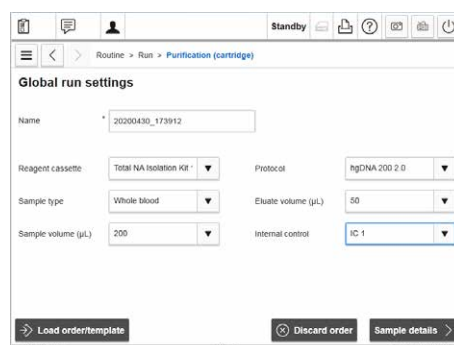 Standby
Routine > Run > Purification (cartridge)
Global run settings
Name * 20200430_173912
Reagent cassette Total NA Isolation Kit Protocol hgDNA 200 2.0
Sample type Whole blood Eluate volume (µL) 50
Sample volume (µL) 200 Internal control IC 1
Load order/template Discard order Sample details